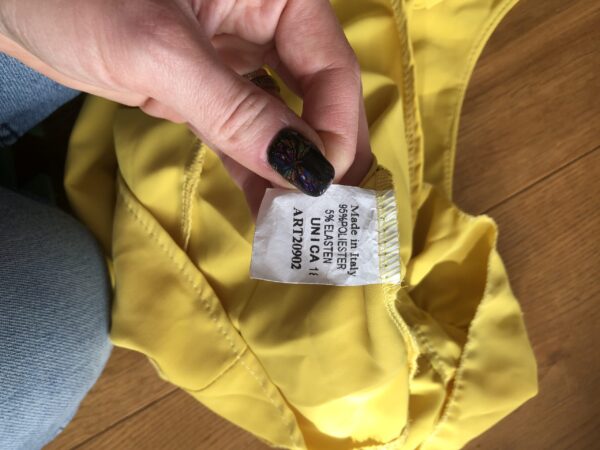 Made in Italy
95%POLIESTER
5% ELASTEN
UNICA
ART20902